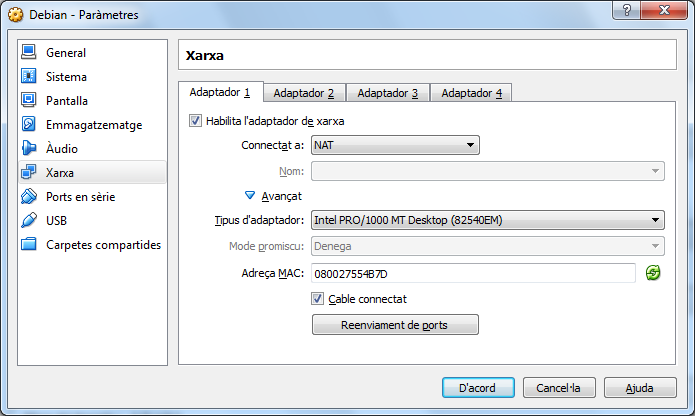 Debian - Paràmetres
General
Sistema
Pantalla
Emmagatzematge
Àudio
Xarxa
Ports en sèrie
USB
Carpetes compartides
Xarxa
Adaptador 1 Adaptador 2 Adaptador 3 Adaptador 4
Habilita l'adaptador de xarxa
Connectat a: NAT
Nom:
Avançat
Tipus d'adaptador: Intel PRO/1000 MT Desktop (82540EM)
Mode promiscu: Denega
Adreça MAC: 080027554B7D
Cable connectat
Reenviament de ports
D'acord Cancel·la Ajuda